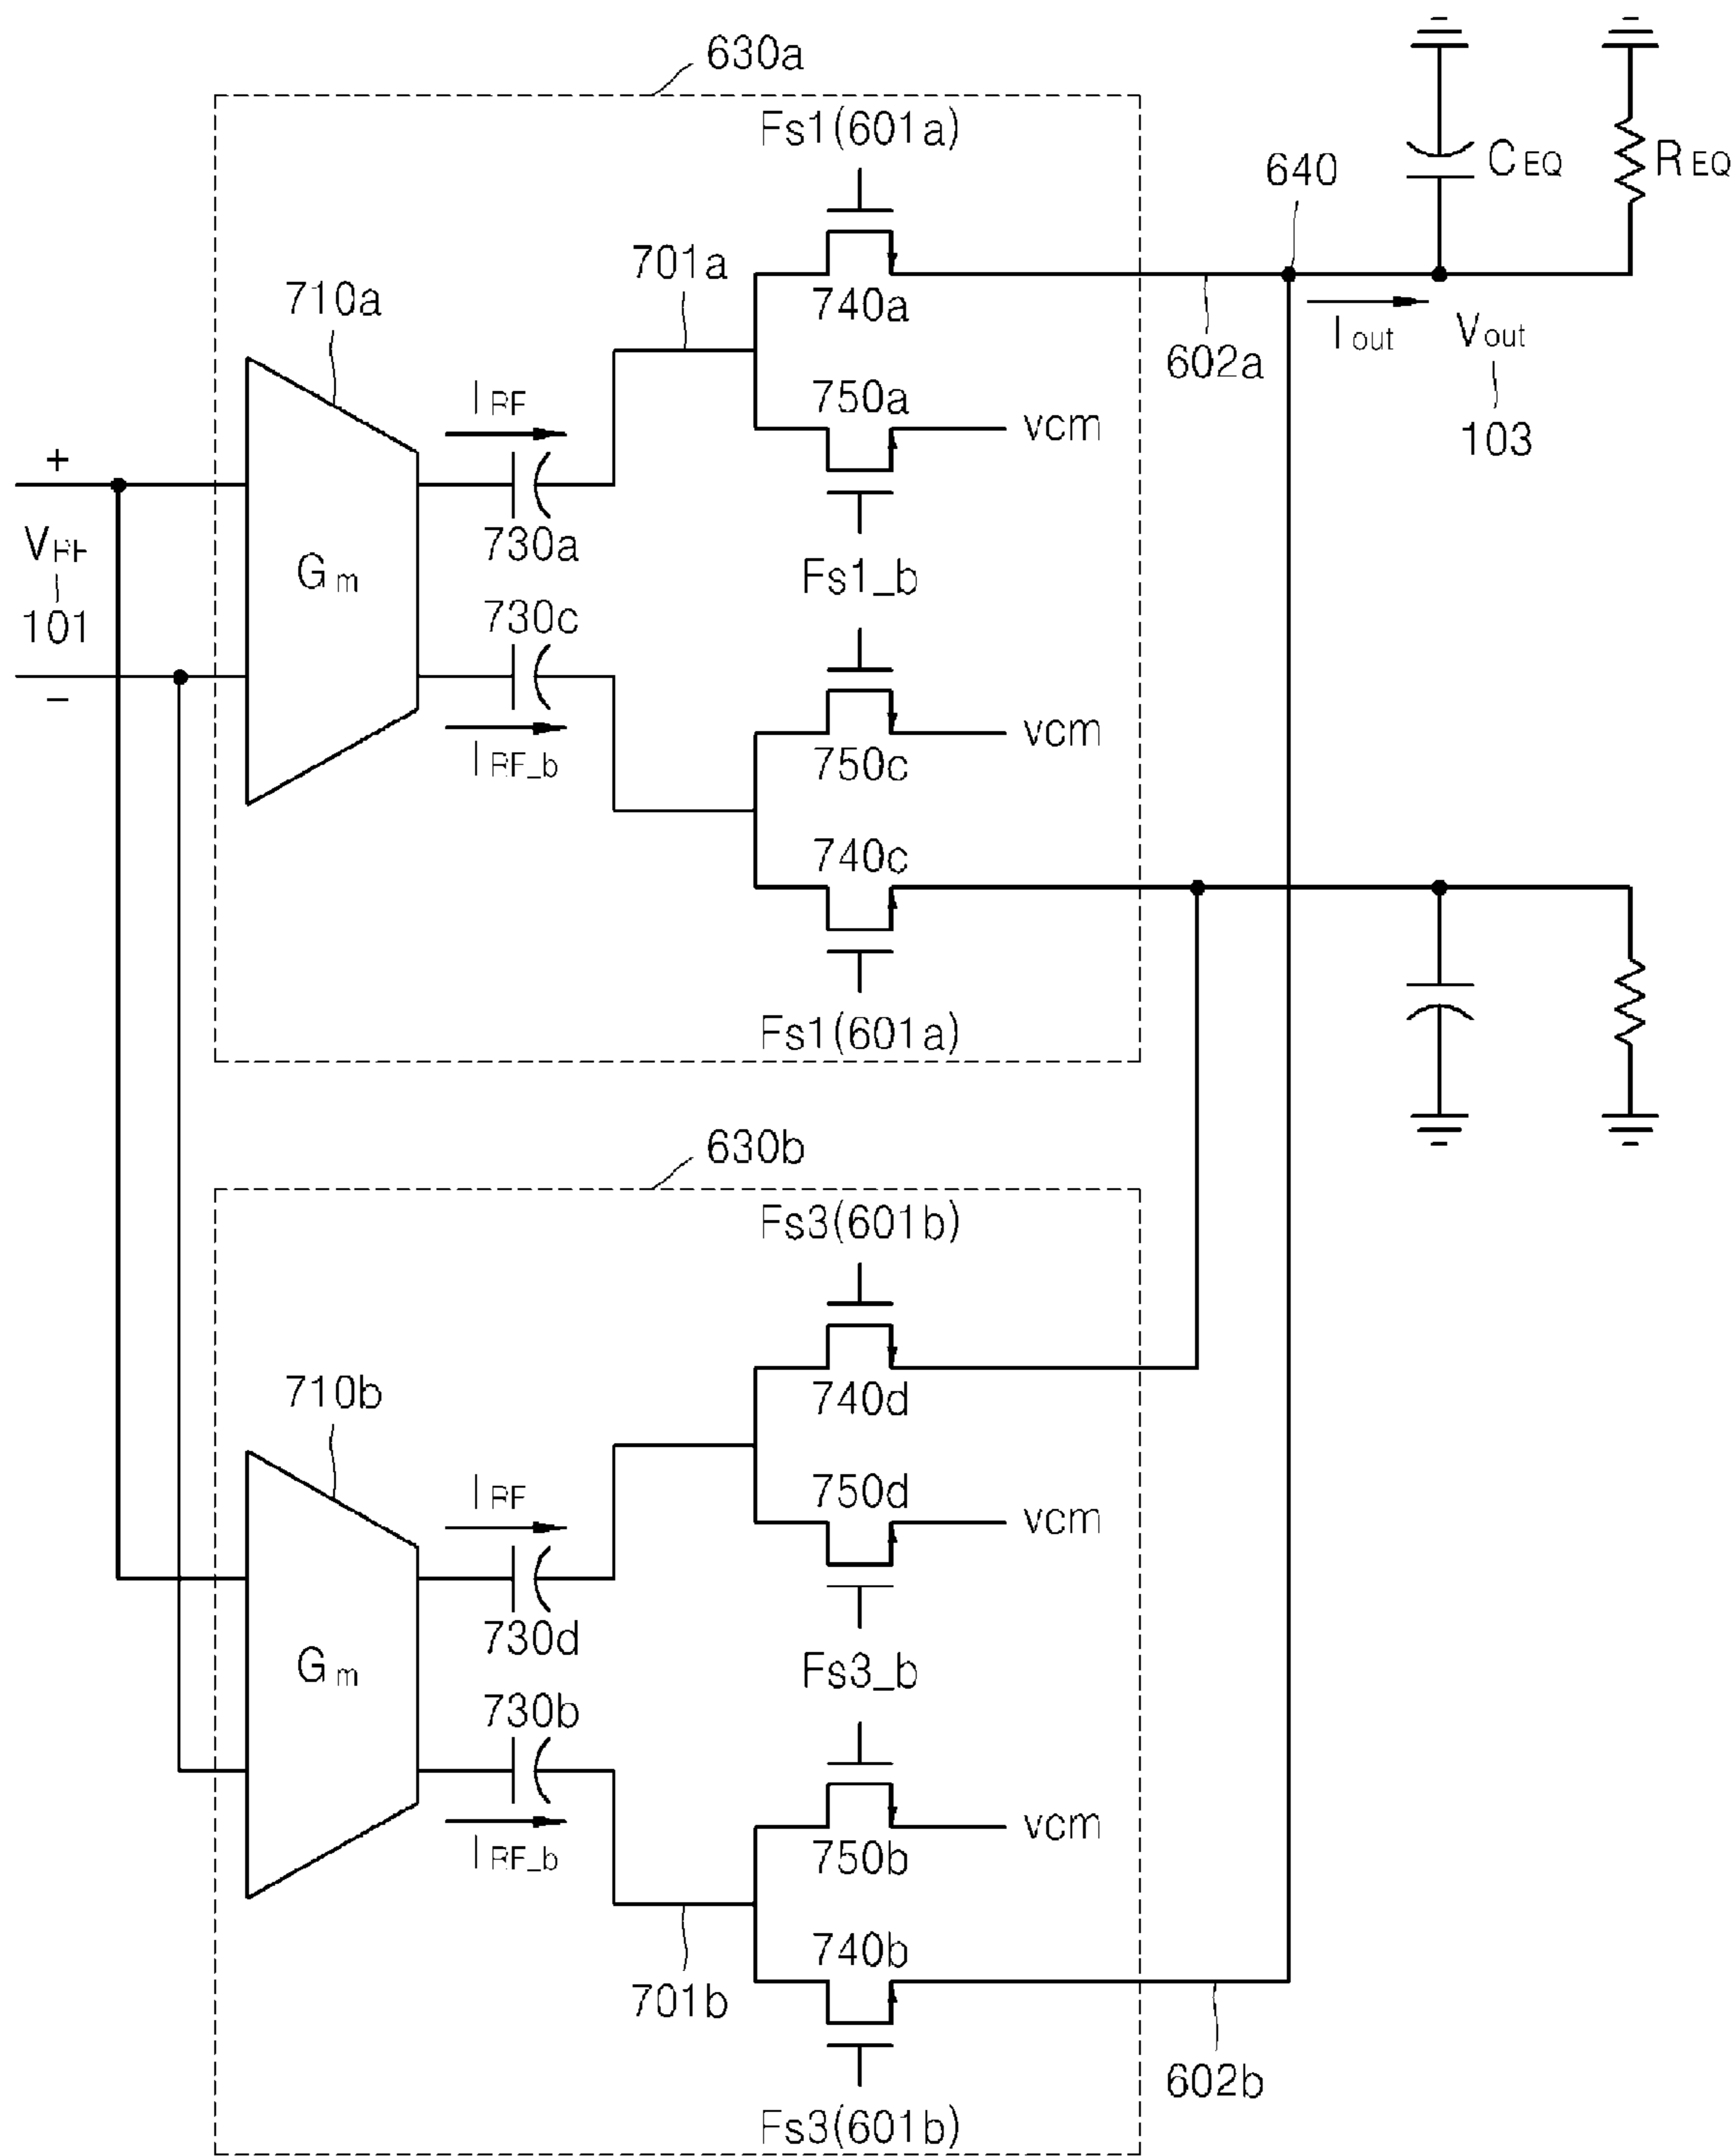 630a
Fs1(601a)
640
CEQ
REQ
701a
710a
740a
602a
Iout
Vout
103
IRF
750a
vcm
+
VRF
101
−
730a
Gm
Fs1_b
730c
IRF_b
vcm
750c
740c
Fs1(601a)
630b
Fs3(601b)
710b
740d
IRF
750d
vcm
730d
Gm
Fs3_b
730b
IRF_b
vcm
750b
740b
701b
602b
Fs3(601b)